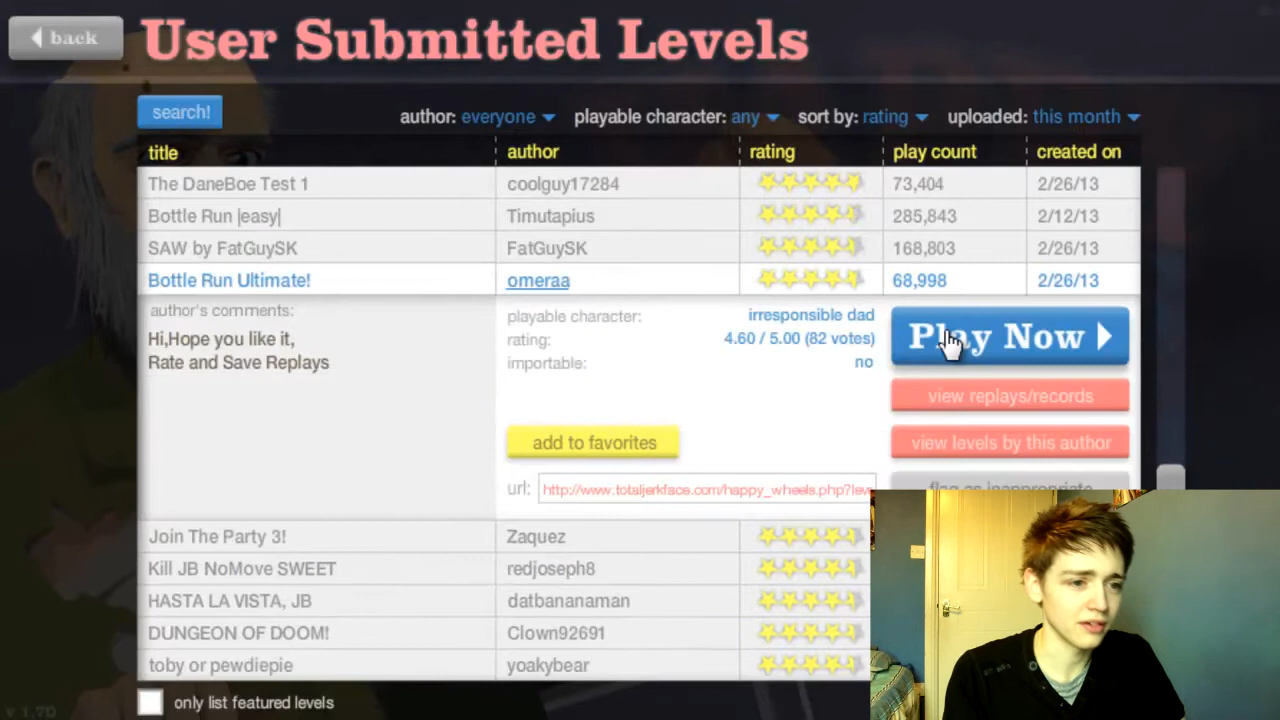 back
User Submitted Levels
search!
author: everyone playable character: any sort by: rating uploaded: this month
title author rating play count created on
The DaneBoe Test 1 coolguy17284 73,404 2/26/13
Bottle Run |easy| Timutapius 285,843 2/12/13
SAW by FatGuySK FatGuySK 168,803 2/26/13
Bottle Run Ultimate! omeraa 68,998 2/26/13
author's comments:
Hi,Hope you like it,
Rate and Save Replays
playable character: irresponsible dad
rating: 4.60 / 5.00 (82 votes)
importable: no
add to favorites
url: http://www.totaljerkface.com/happy_wheels.php?lev
Play Now
view replays/records
view levels by this author
flag as inappropriate
Join The Party 3! Zaquez
Kill JB NoMove SWEET redjoseph8
HASTA LA VISTA, JB datbananaman
DUNGEON OF DOOM! Clown92691
toby or pewdiepie yoakybear
only list featured levels
v 1.70